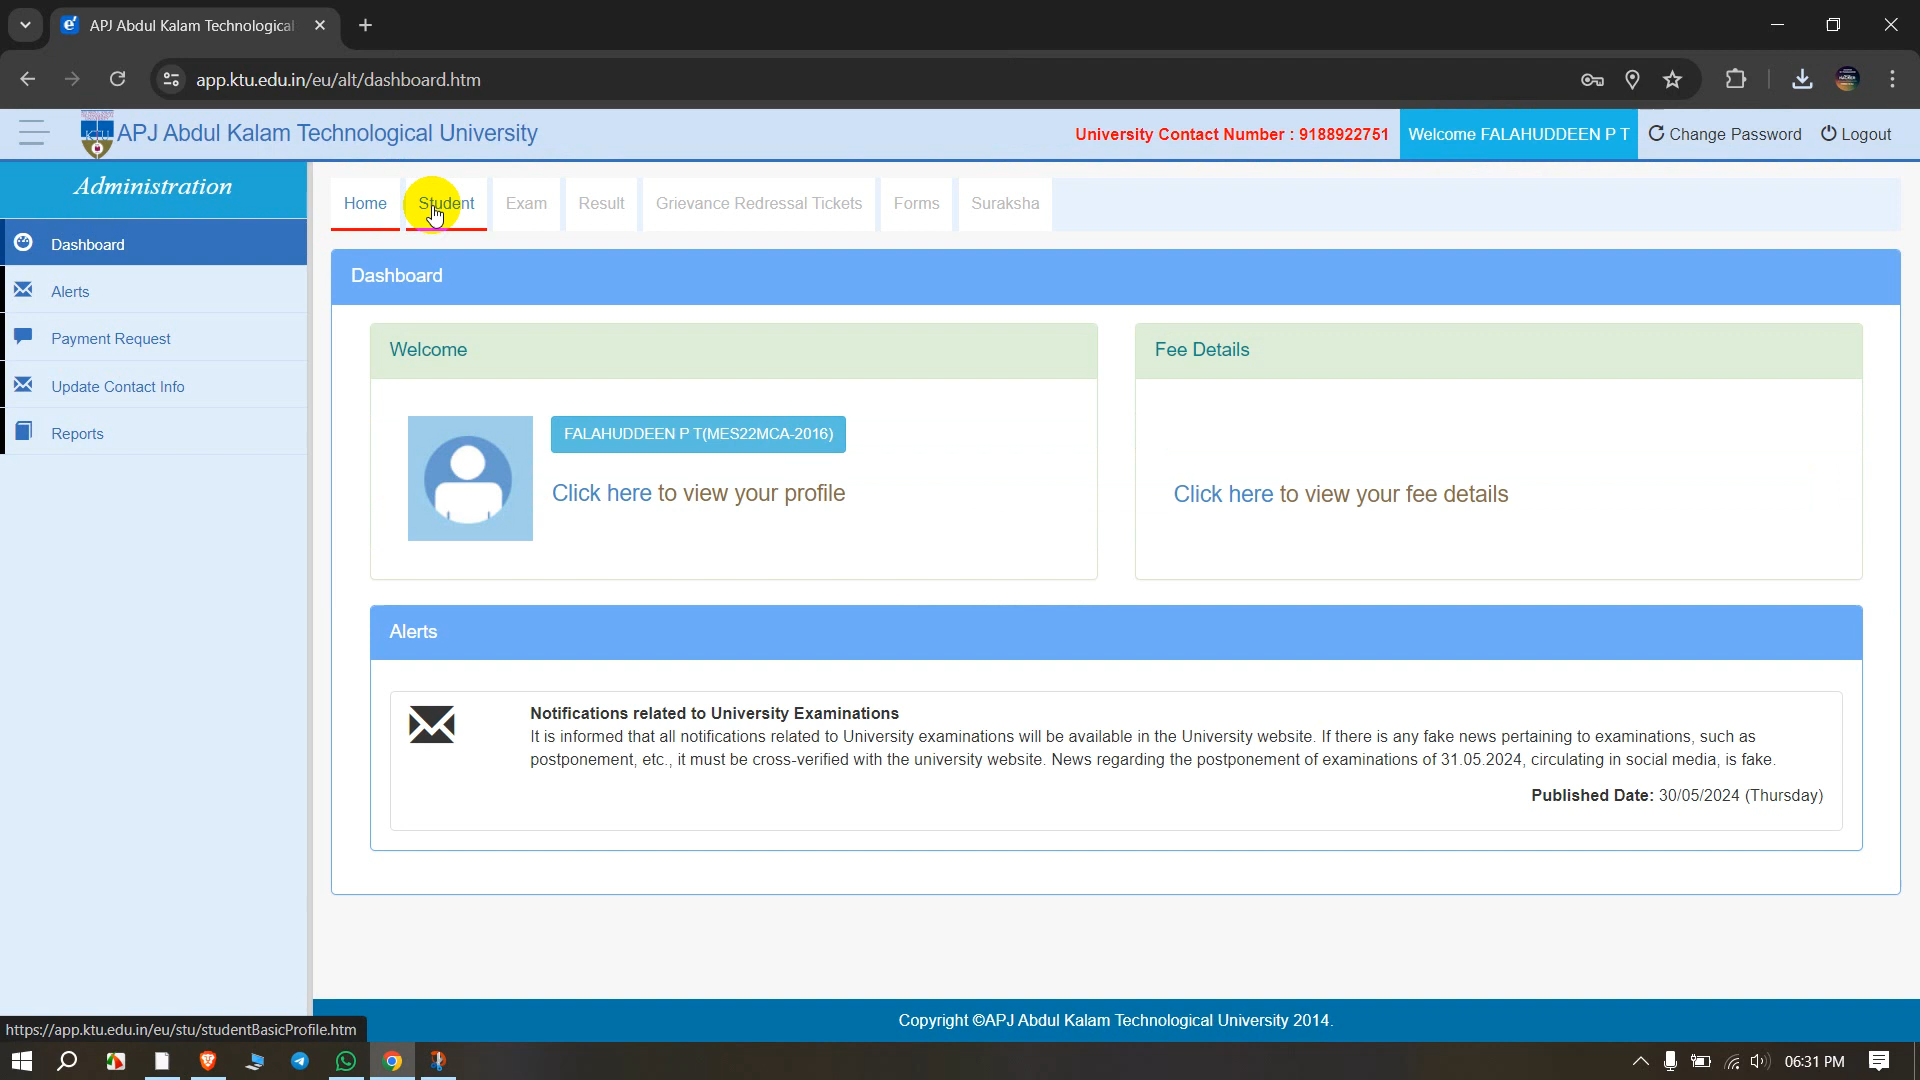 APJ Abdul Kalam Technological
app.ktu.edu.in/eu/alt/dashboard.htm
APJ Abdul Kalam Technological University
University Contact Number : 9188922751
Welcome FALAHUDDEEN P T
Change Password
Logout
Administration
Dashboard
Alerts
Payment Request
Update Contact Info
Reports
Home
Student
Exam
Result
Grievance Redressal Tickets
Forms
Suraksha
Dashboard
Welcome
FALAHUDDEEN P T(MES22MCA-2016)
Click here to view your profile
Fee Details
Click here to view your fee details
Alerts
Notifications related to University Examinations
It is informed that all notifications related to University examinations will be available in the University website. If there is any fake news pertaining to examinations, such as
postponement, etc., it must be cross-verified with the university website. News regarding the postponement of examinations of 31.05.2024, circulating in social media, is fake.
Published Date: 30/05/2024 (Thursday)
Copyright ©APJ Abdul Kalam Technological University 2014.
https://app.ktu.edu.in/eu/stu/studentBasicProfile.htm
06:31 PM